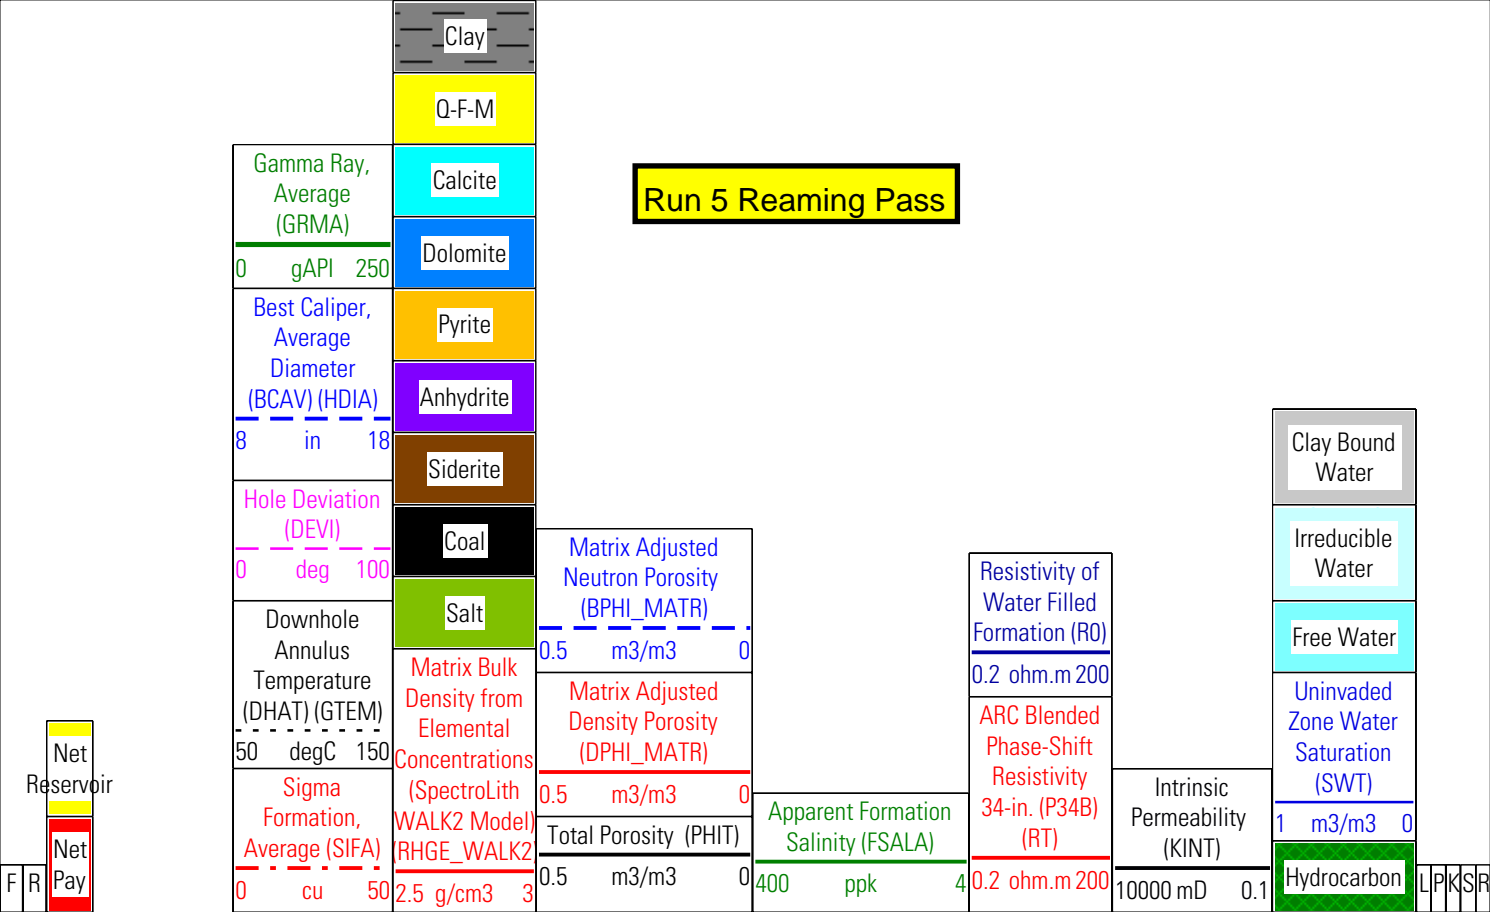 Clay
Q-F-M
Calcite
Dolomite
Pyrite
Anhydrite
Siderite
Coal
Salt
Run 5 Reaming Pass
F
R
Net
Reservoir
Net
Pay
Gamma Ray,
Average
(GRMA)
0 gAPI 250
Best Caliper,
Average
Diameter
(BCAV) (HDIA)
8 in 18
Hole Deviation
(DEVI)
0 deg 100
Downhole
Annulus
Temperature
(DHAT) (GTEM)
50 degC 150
Sigma
Formation,
Average (SIFA)
0 cu 50
Matrix Bulk
Density from
Elemental
Concentrations
(SpectroLith
WALK2 Model)
(RHGE_WALK2)
2.5 g/cm3 3
Matrix Adjusted
Neutron Porosity
(BPHI_MATR)
0.5 m3/m3 0
Matrix Adjusted
Density Porosity
(DPHI_MATR)
0.5 m3/m3 0
Total Porosity (PHIT)
0.5 m3/m3 0
Apparent Formation
Salinity (FSALA)
400 ppk 4
Resistivity of
Water Filled
Formation (R0)
0.2 ohm.m 200
ARC Blended
Phase-Shift
Resistivity
34-in. (P34B)
(RT)
0.2 ohm.m 200
Intrinsic
Permeability
(KINT)
10000 mD 0.1
Clay Bound
Water
Irreducible
Water
Free Water
Uninvaded
Zone Water
Saturation
(SWT)
1 m3/m3 0
Hydrocarbon
L
P
K
S
R